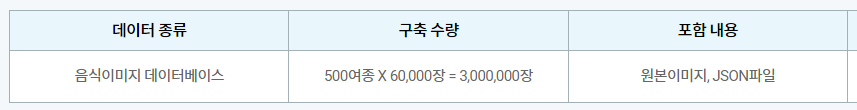 데이터 종류 구축 수량 포함 내용
음식이미지 데이터베이스 500여종 X 60,000장 = 3,000,000장 원본이미지, JSON파일